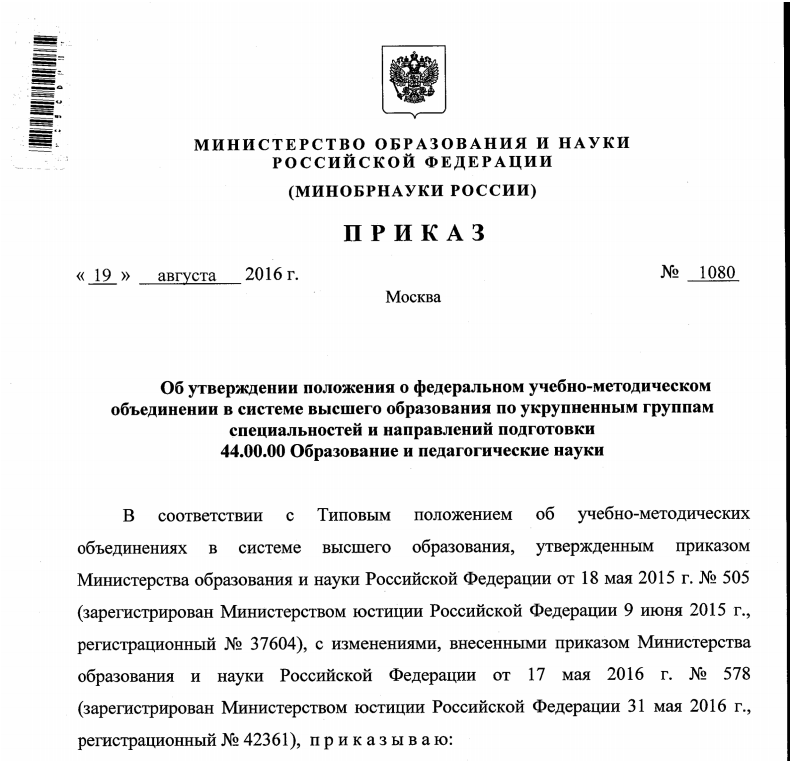 МИНИСТЕРСТВО ОБРАЗОВАНИЯ И НАУКИ
РОССИЙСКОЙ ФЕДЕРАЦИИ
(МИНОБРНАУКИ РОССИИ)
ПРИКАЗ
« 19 » августа 2016 г. № 1080
Москва
Об утверждении положения о федеральном учебно-методическом
объединении в системе высшего образования по укрупненным группам
специальностей и направлений подготовки
44.00.00 Образование и педагогические науки
В соответствии с Типовым положением об учебно-методических
объединениях в системе высшего образования, утвержденным приказом
Министерства образования и науки Российской Федерации от 18 мая 2015 г. № 505
(зарегистрирован Министерством юстиции Российской Федерации 9 июня 2015 г.,
регистрационный № 37604), с изменениями, внесенными приказом Министерства
образования и науки Российской Федерации от 17 мая 2016 г. № 578
(зарегистрирован Министерством юстиции Российской Федерации 31 мая 2016 г.,
регистрационный № 42361), приказываю: